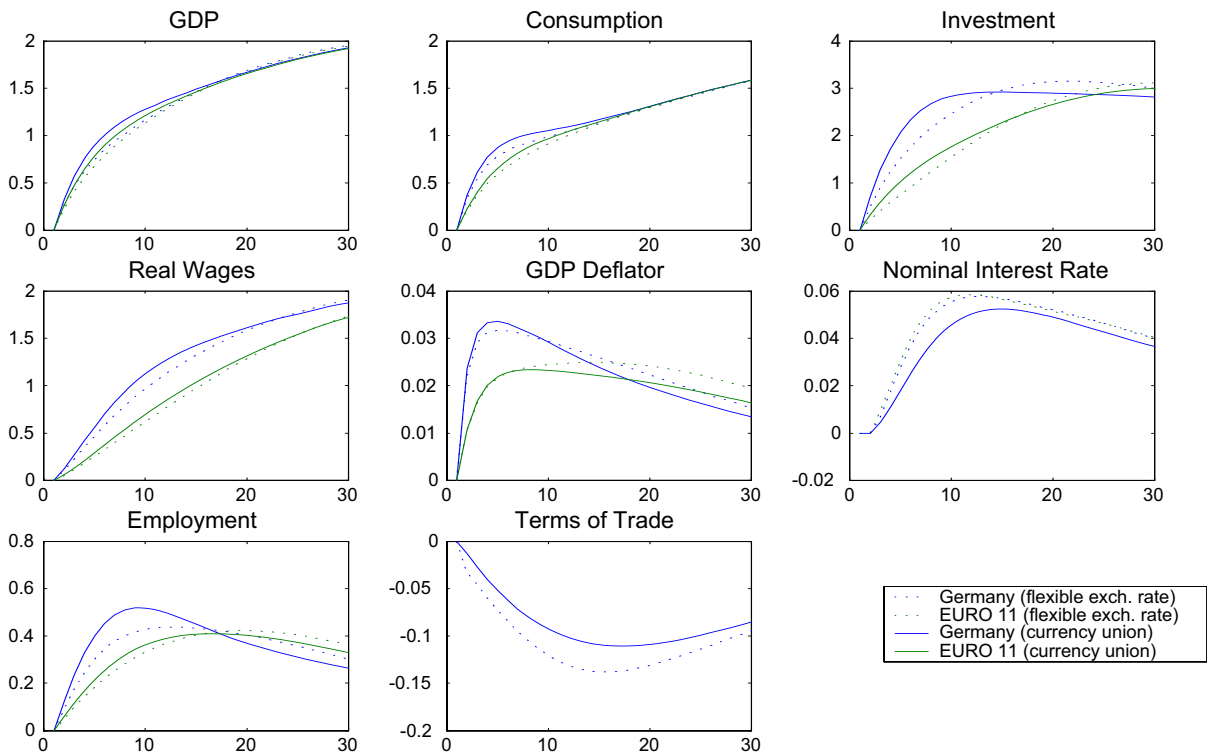 GDP
Consumption
Investment
2
1.5
1
0.5
0
0 10 20 30
2
1.5
1
0.5
0
0 10 20 30
4
3
2
1
0
0 10 20 30
Real Wages
GDP Deflator
Nominal Interest Rate
2
1.5
1
0.5
0
0 10 20 30
0.04
0.03
0.02
0.01
0
0 10 20 30
0.06
0.04
0.02
0
-0.02
0 10 20 30
Employment
Terms of Trade
0.8
0.6
0.4
0.2
0
0 10 20 30
0
-0.05
-0.1
-0.15
-0.2
0 10 20 30
Germany (flexible exch. rate)
EURO 11 (flexible exch. rate)
Germany (currency union)
EURO 11 (currency union)